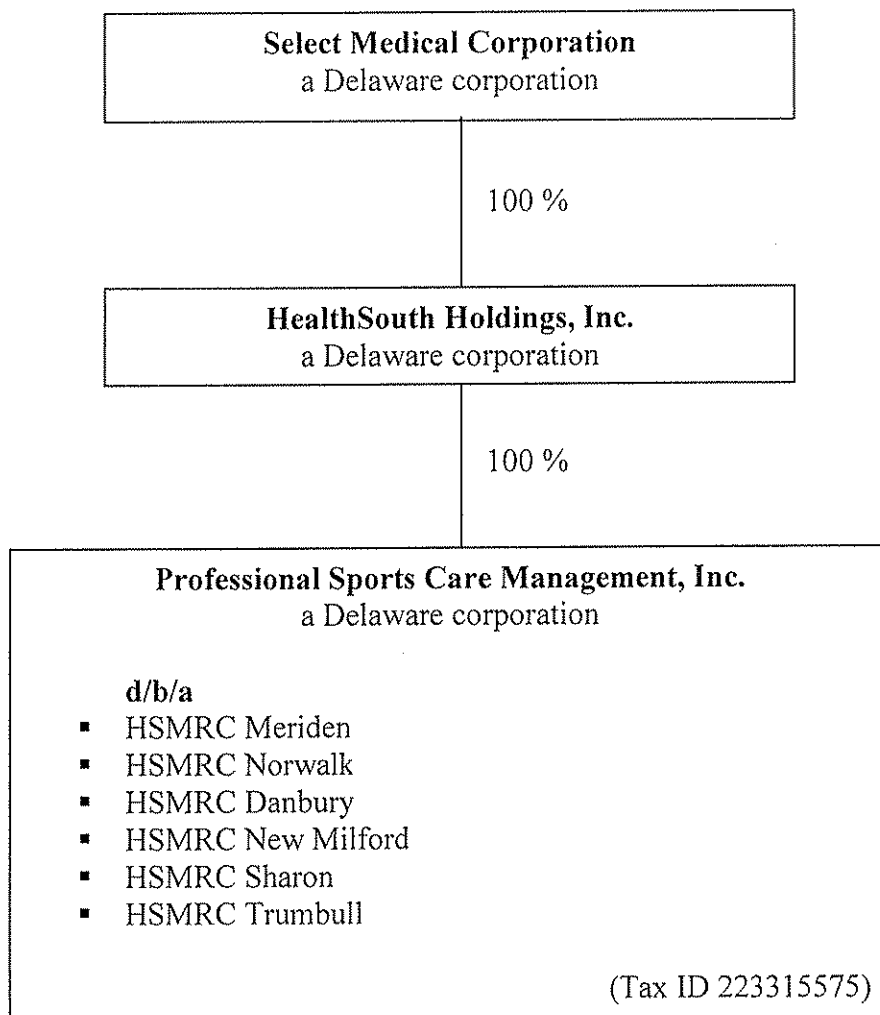 Select Medical Corporation
a Delaware corporation
100 %
HealthSouth Holdings, Inc.
a Delaware corporation
100 %
Professional Sports Care Management, Inc.
a Delaware corporation
d/b/a
▪ HSMRC Meriden
▪ HSMRC Norwalk
▪ HSMRC Danbury
▪ HSMRC New Milford
▪ HSMRC Sharon
▪ HSMRC Trumbull
(Tax ID 223315575)